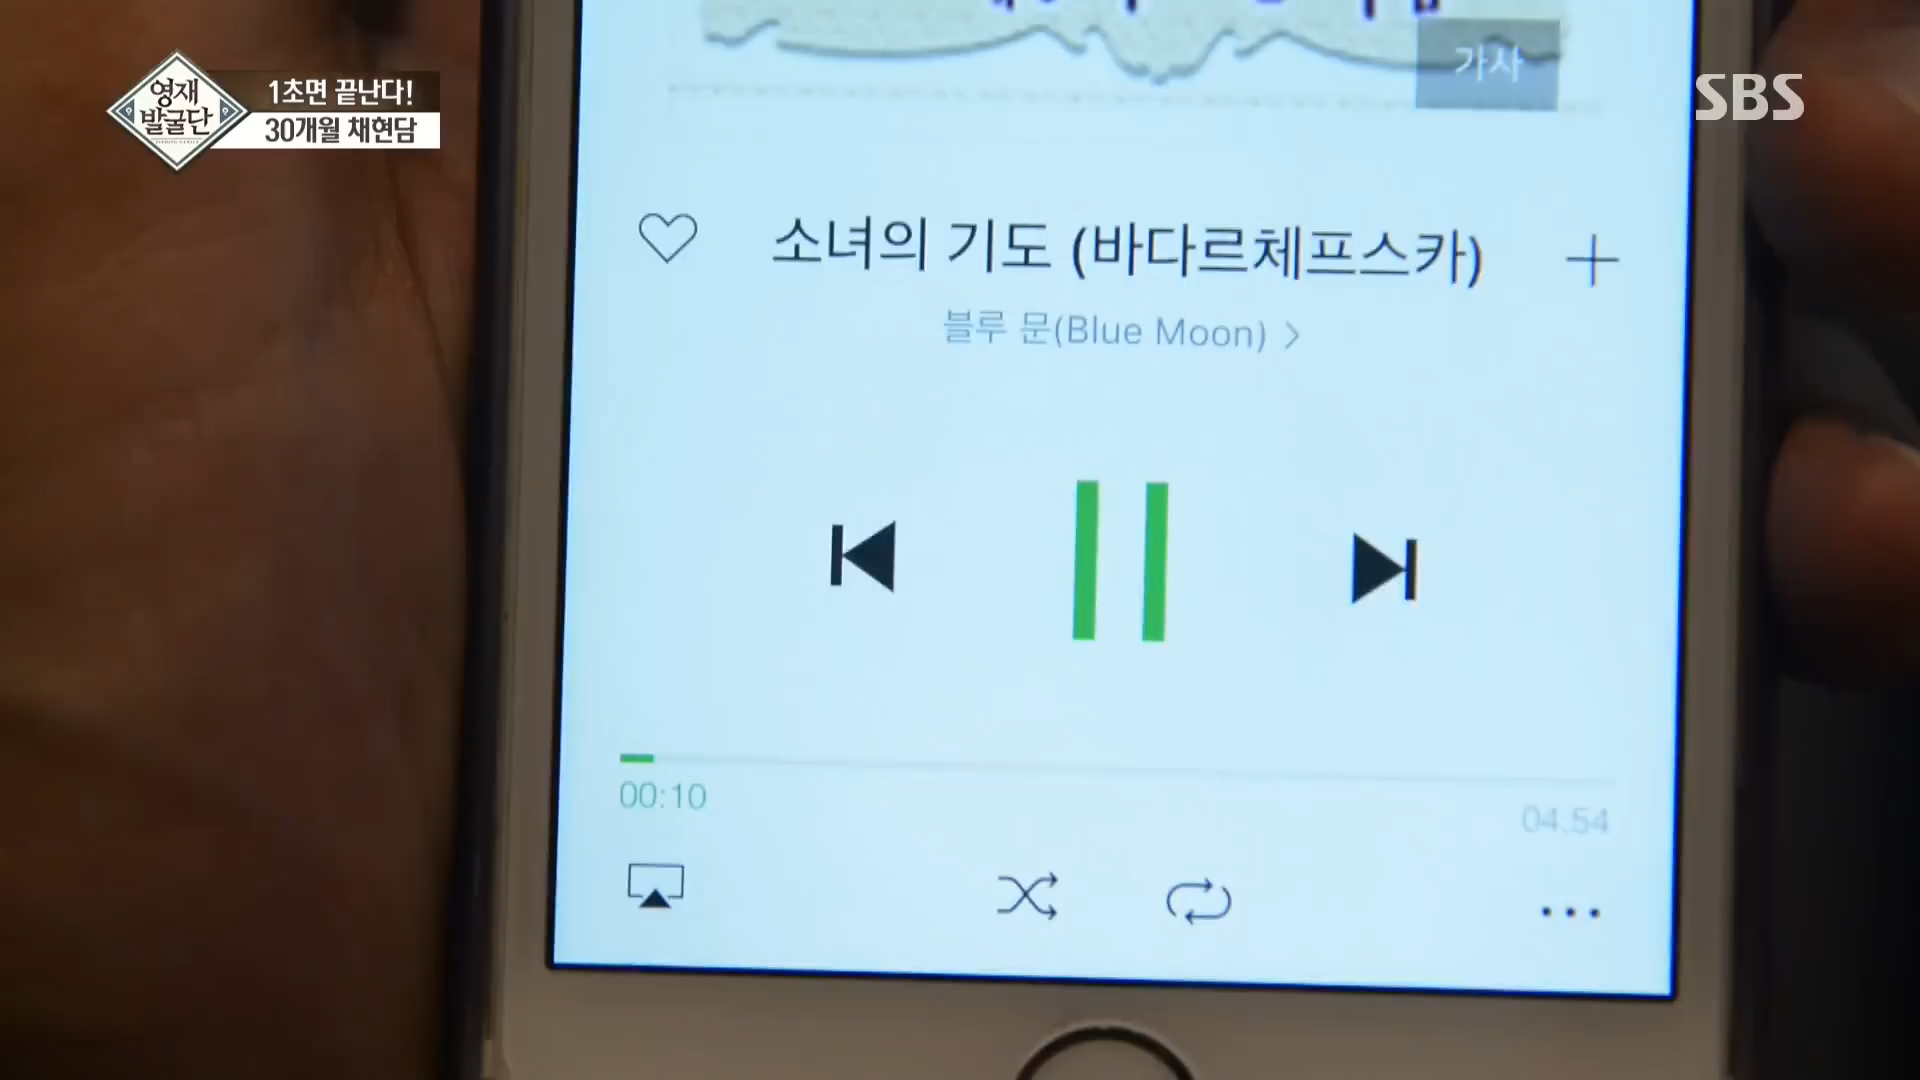 영재
발굴단
1초면 끝난다!
30개월 채현담
SBS
가사
소녀의 기도 (바다르체프스카)
블루 문(Blue Moon)
00:10
04:54